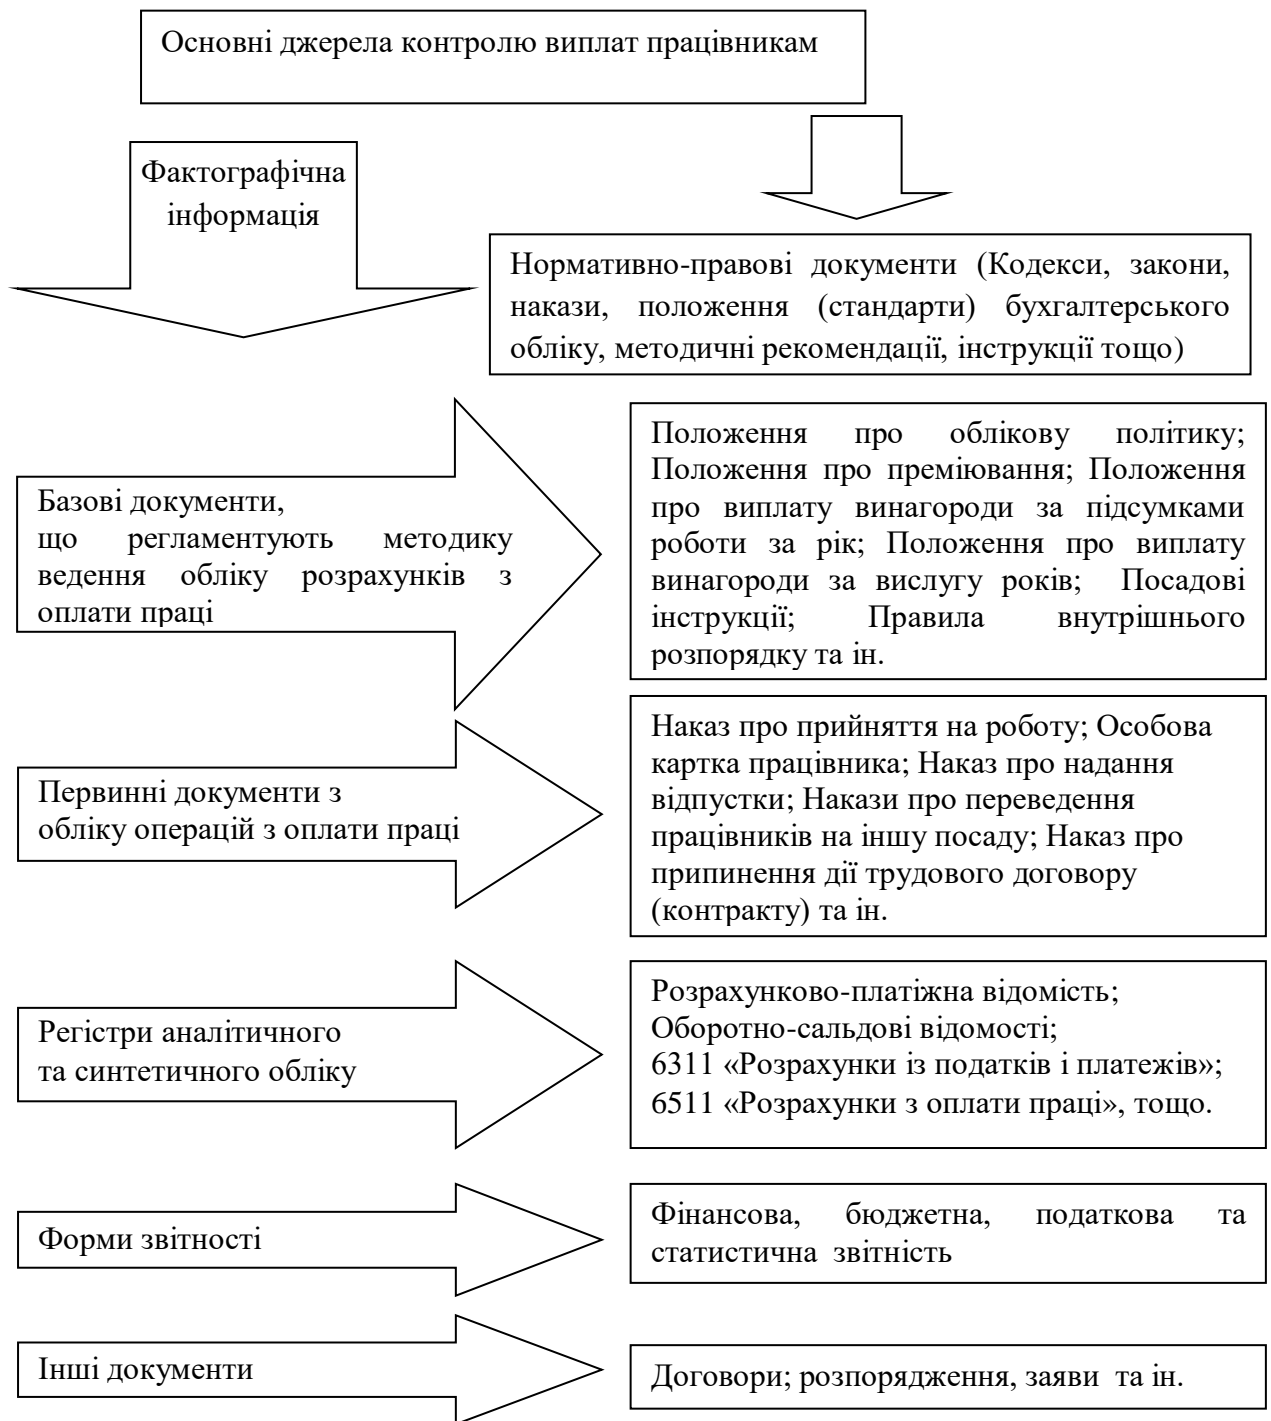 Основні джерела контролю виплат працівникам
Фактографічна
інформація
Нормативно-правові документи (Кодекси, закони,
накази, положення (стандарти) бухгалтерського
обліку, методичні рекомендації, інструкції тощо)
Базові документи,
що регламентують методику
ведення обліку розрахунків з
оплати праці
Положення про облікову політику;
Положення про преміювання; Положення
про виплату винагороди за підсумками
роботи за рік; Положення про виплату
винагороди за вислугу років; Посадові
інструкції; Правила внутрішнього
розпорядку та ін.
Первинні документи з
обліку операцій з оплати праці
Наказ про прийняття на роботу; Особова
картка працівника; Наказ про надання
відпустки; Накази про переведення
працівників на іншу посаду; Наказ про
припинення дії трудового договору
(контракту) та ін.
Регістри аналітичного
та синтетичного обліку
Розрахунково-платіжна відомість;
Оборотно-сальдові відомості;
6311 «Розрахунки із податків і платежів»;
6511 «Розрахунки з оплати праці», тощо.
Форми звітності
Фінансова, бюджетна, податкова та
статистична звітність
Інші документи
Договори; розпорядження, заяви та ін.